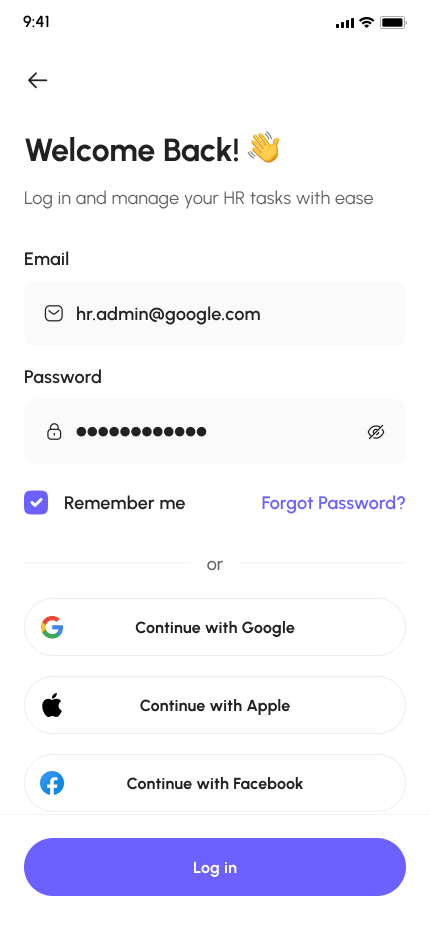 9:41
Welcome Back! 👋
Log in and manage your HR tasks with ease
Email
hr.admin@google.com
Password
●●●●●●●●●●●●
Remember me
Forgot Password?
or
Continue with Google
Continue with Apple
Continue with Facebook
Log in